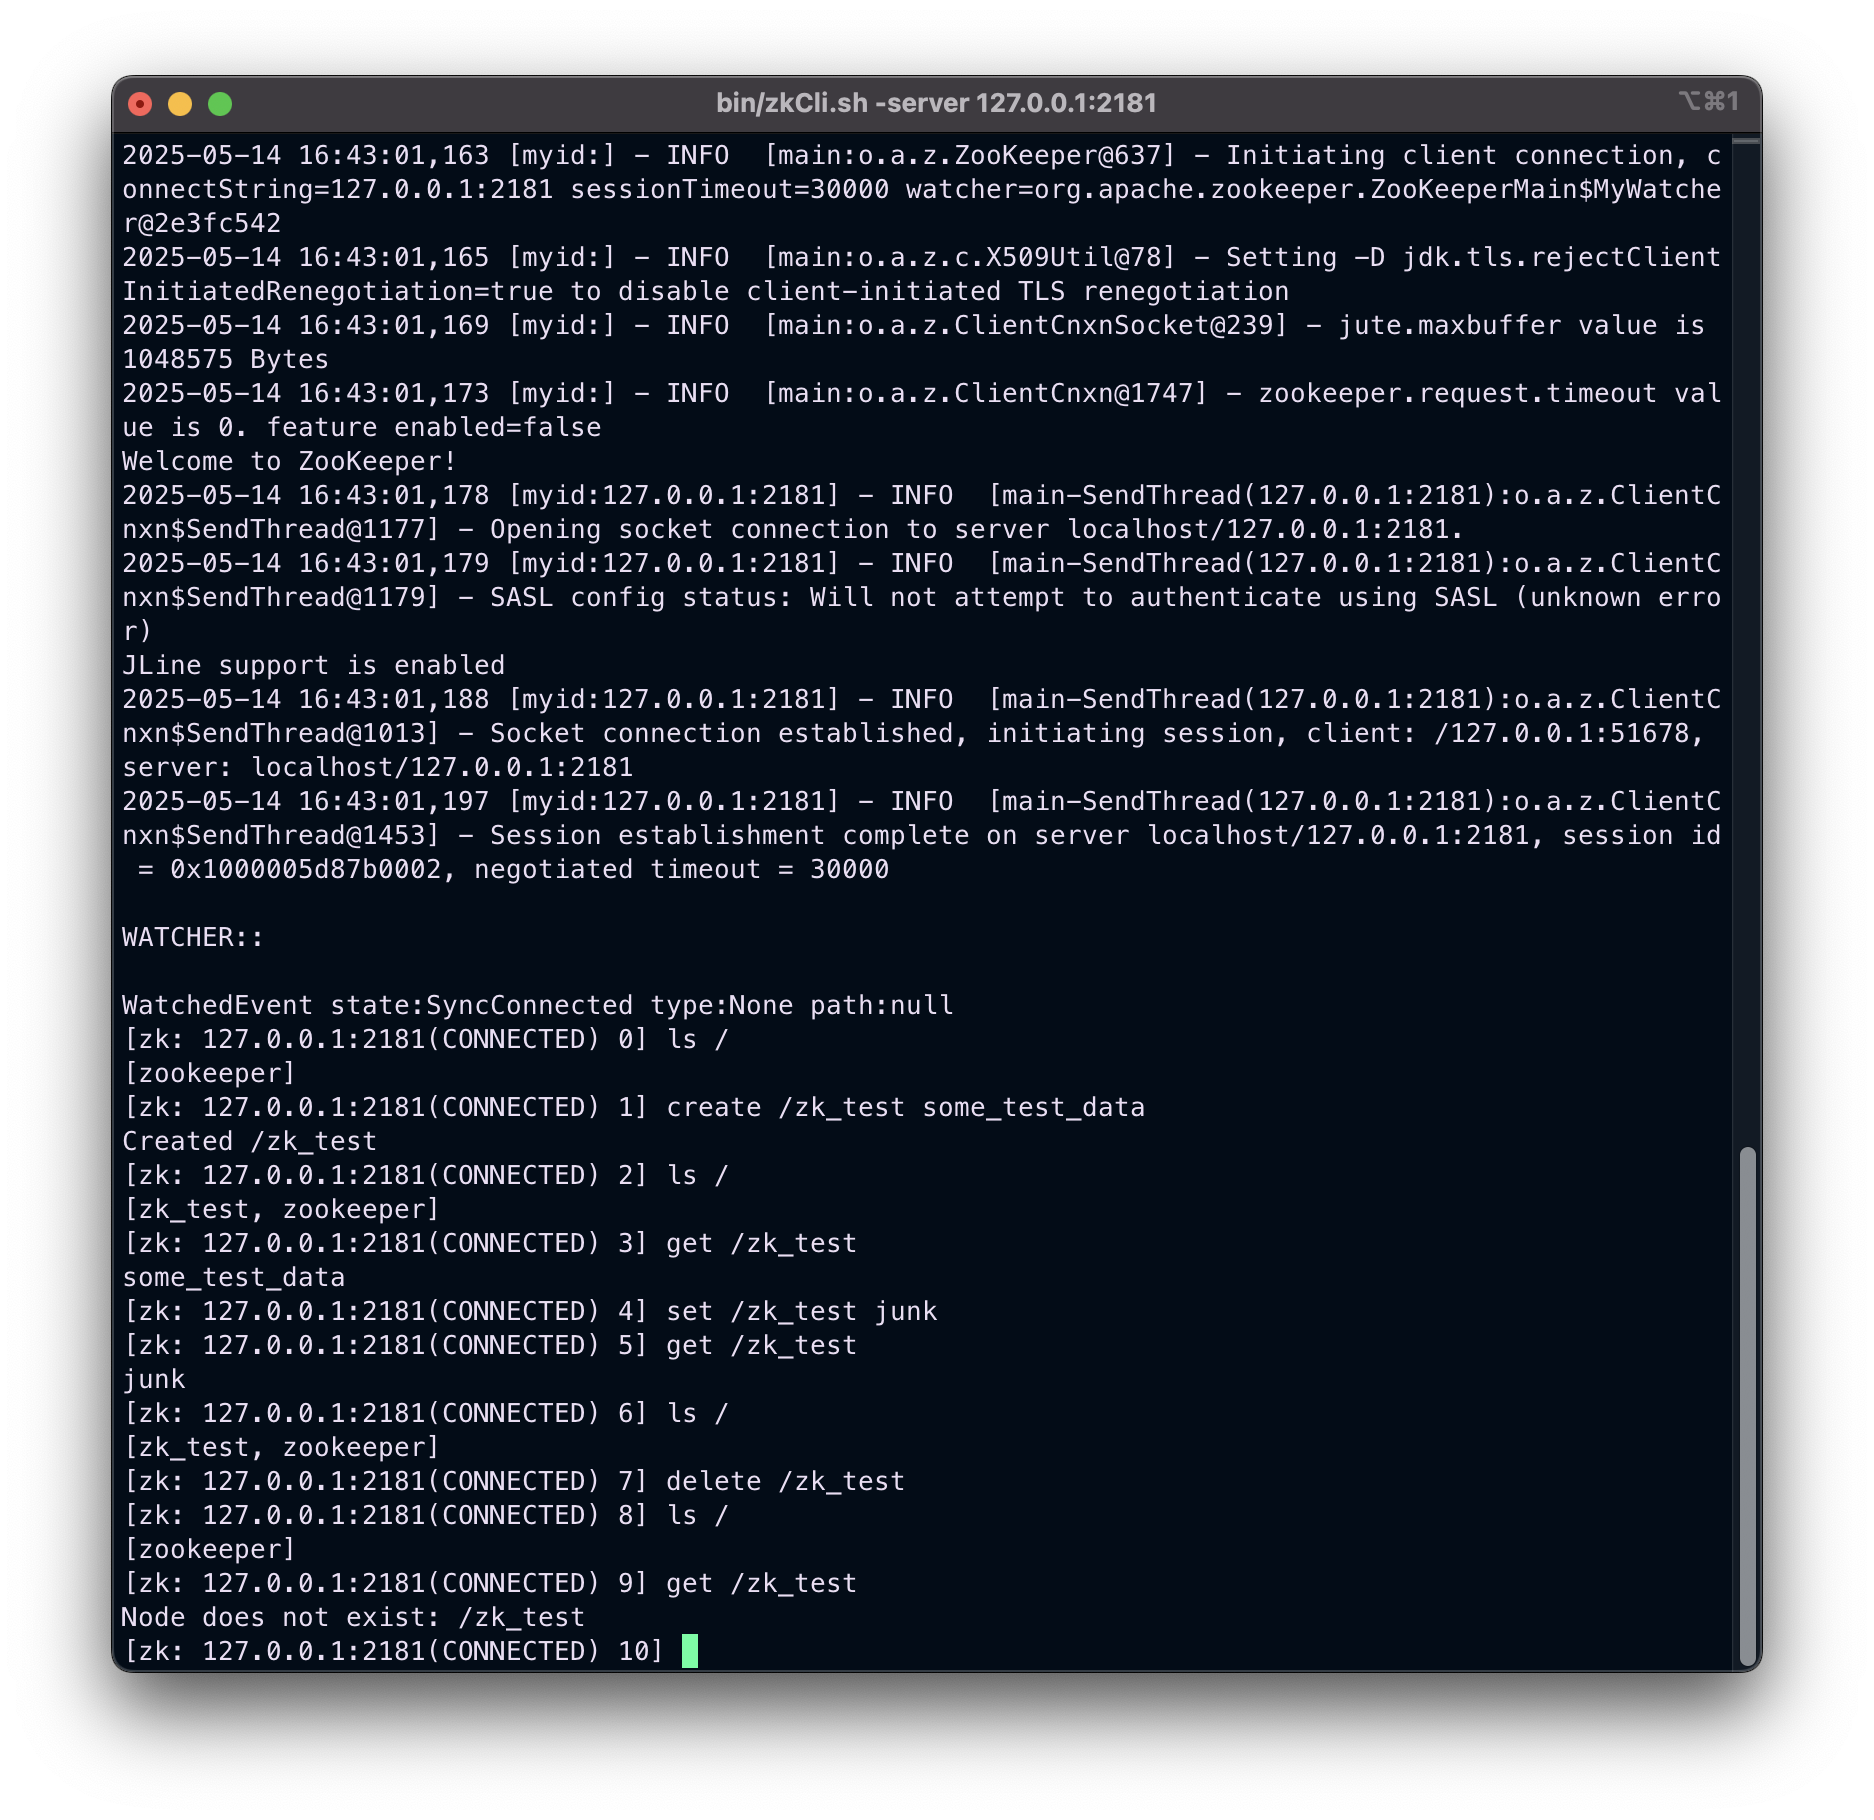 bin/zkCli.sh -server 127.0.0.1:2181
⌥⌘1
2025-05-14 16:43:01,163 [myid:] - INFO  [main:o.a.z.ZooKeeper@637] - Initiating client connection, c
onnectString=127.0.0.1:2181 sessionTimeout=30000 watcher=org.apache.zookeeper.ZooKeeperMain$MyWatche
r@2e3fc542
2025-05-14 16:43:01,165 [myid:] - INFO  [main:o.a.z.c.X509Util@78] - Setting -D jdk.tls.rejectClient
InitiatedRenegotiation=true to disable client-initiated TLS renegotiation
2025-05-14 16:43:01,169 [myid:] - INFO  [main:o.a.z.ClientCnxnSocket@239] - jute.maxbuffer value is
1048575 Bytes
2025-05-14 16:43:01,173 [myid:] - INFO  [main:o.a.z.ClientCnxn@1747] - zookeeper.request.timeout val
ue is 0. feature enabled=false
Welcome to ZooKeeper!
2025-05-14 16:43:01,178 [myid:127.0.0.1:2181] - INFO  [main-SendThread(127.0.0.1:2181):o.a.z.ClientC
nxn$SendThread@1177] - Opening socket connection to server localhost/127.0.0.1:2181.
2025-05-14 16:43:01,179 [myid:127.0.0.1:2181] - INFO  [main-SendThread(127.0.0.1:2181):o.a.z.ClientC
nxn$SendThread@1179] - SASL config status: Will not attempt to authenticate using SASL (unknown erro
r)
JLine support is enabled
2025-05-14 16:43:01,188 [myid:127.0.0.1:2181] - INFO  [main-SendThread(127.0.0.1:2181):o.a.z.ClientC
nxn$SendThread@1013] - Socket connection established, initiating session, client: /127.0.0.1:51678,
server: localhost/127.0.0.1:2181
2025-05-14 16:43:01,197 [myid:127.0.0.1:2181] - INFO  [main-SendThread(127.0.0.1:2181):o.a.z.ClientC
nxn$SendThread@1453] - Session establishment complete on server localhost/127.0.0.1:2181, session id
 = 0x1000005d87b0002, negotiated timeout = 30000
WATCHER::
WatchedEvent state:SyncConnected type:None path:null
[zk: 127.0.0.1:2181(CONNECTED) 0] ls /
[zookeeper]
[zk: 127.0.0.1:2181(CONNECTED) 1] create /zk_test some_test_data
Created /zk_test
[zk: 127.0.0.1:2181(CONNECTED) 2] ls /
[zk_test, zookeeper]
[zk: 127.0.0.1:2181(CONNECTED) 3] get /zk_test
some_test_data
[zk: 127.0.0.1:2181(CONNECTED) 4] set /zk_test junk
[zk: 127.0.0.1:2181(CONNECTED) 5] get /zk_test
junk
[zk: 127.0.0.1:2181(CONNECTED) 6] ls /
[zk_test, zookeeper]
[zk: 127.0.0.1:2181(CONNECTED) 7] delete /zk_test
[zk: 127.0.0.1:2181(CONNECTED) 8] ls /
[zookeeper]
[zk: 127.0.0.1:2181(CONNECTED) 9] get /zk_test
Node does not exist: /zk_test
[zk: 127.0.0.1:2181(CONNECTED) 10]